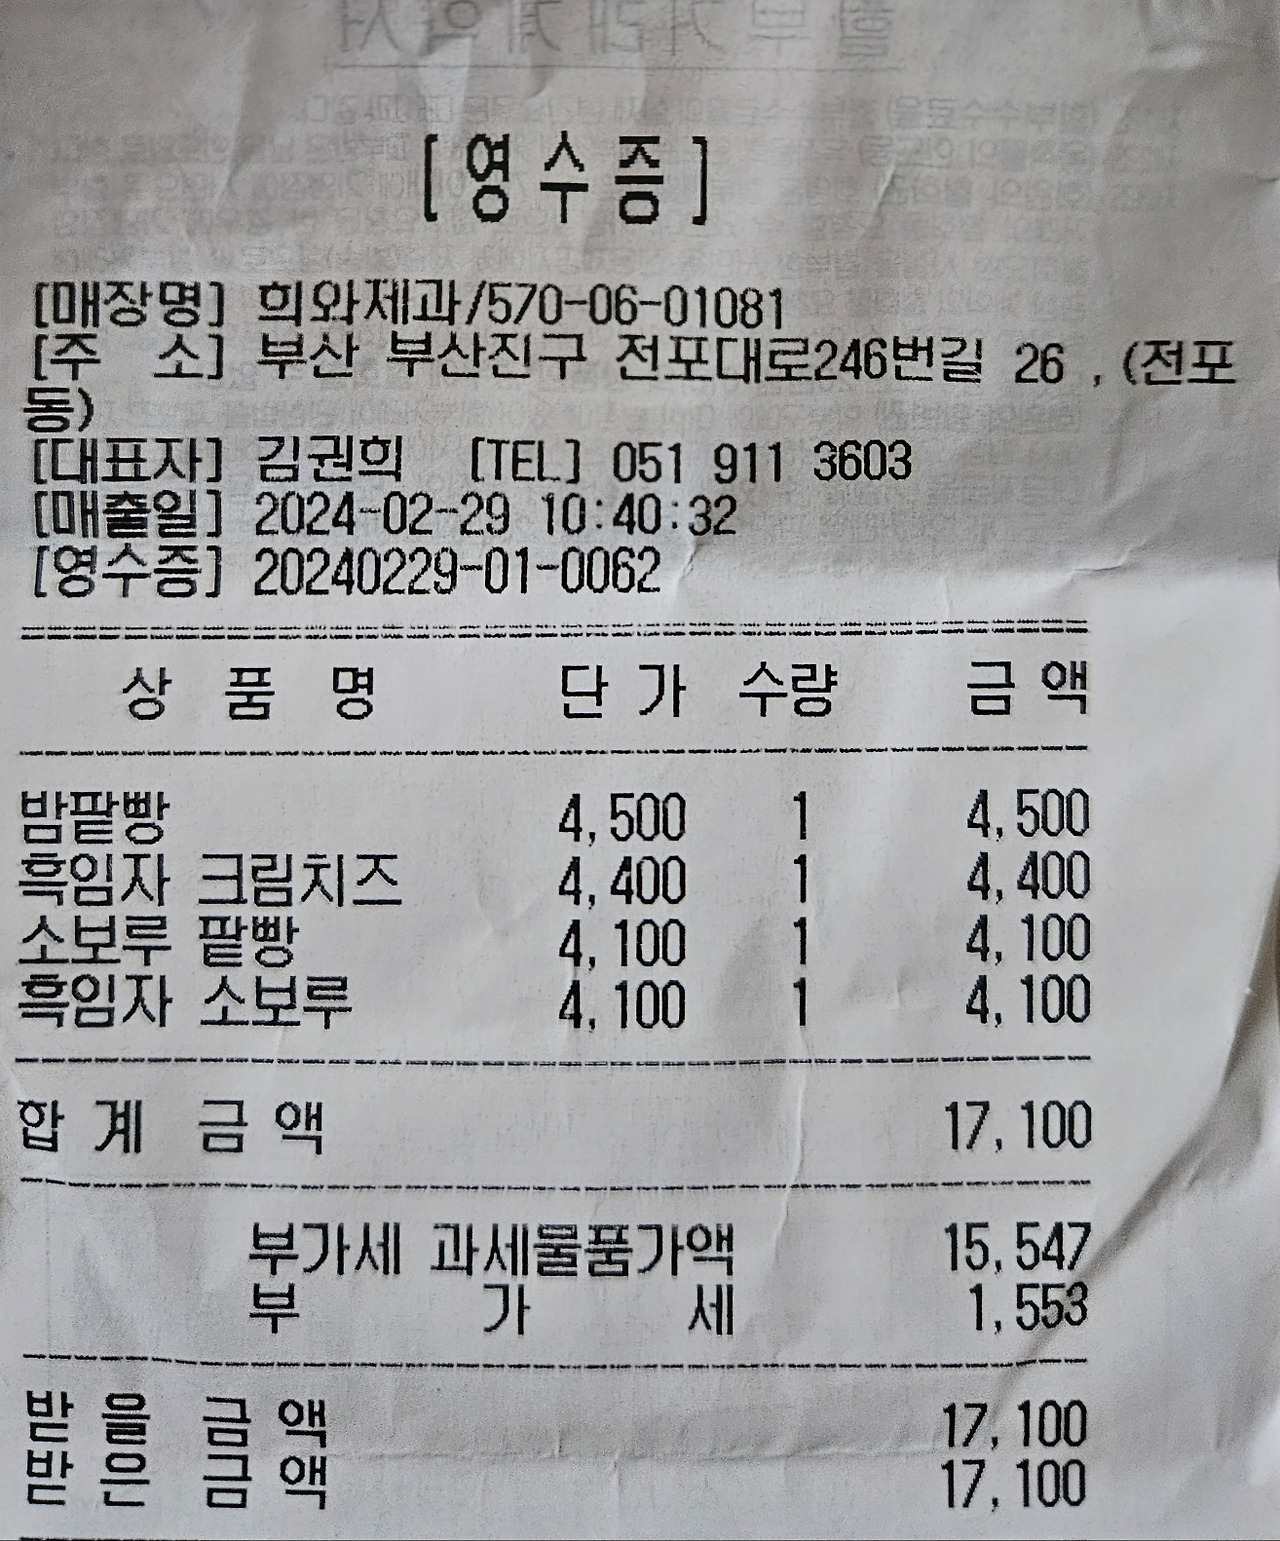 [영수증]
[매장명] 희와제과/570-06-01081
[주 소] 부산 부산진구 전포대로246번길 26 , (전포
동)
[대표자] 김권희 [TEL] 051 911 3603
[매출일] 2024-02-29 10:40:32
[영수증] 20240229-01-0062
상 품 명 단 가 수량 금 액
밤팥빵 4,500 1 4,500
흑임자 크림치즈 4,400 1 4,400
소보루 팥빵 4,100 1 4,100
흑임자 소보루 4,100 1 4,100
합 계 금 액 17,100
부가세 과세물품가액 15,547
부 가 세 1,553
받 을 금 액 17,100
받 은 금 액 17,100